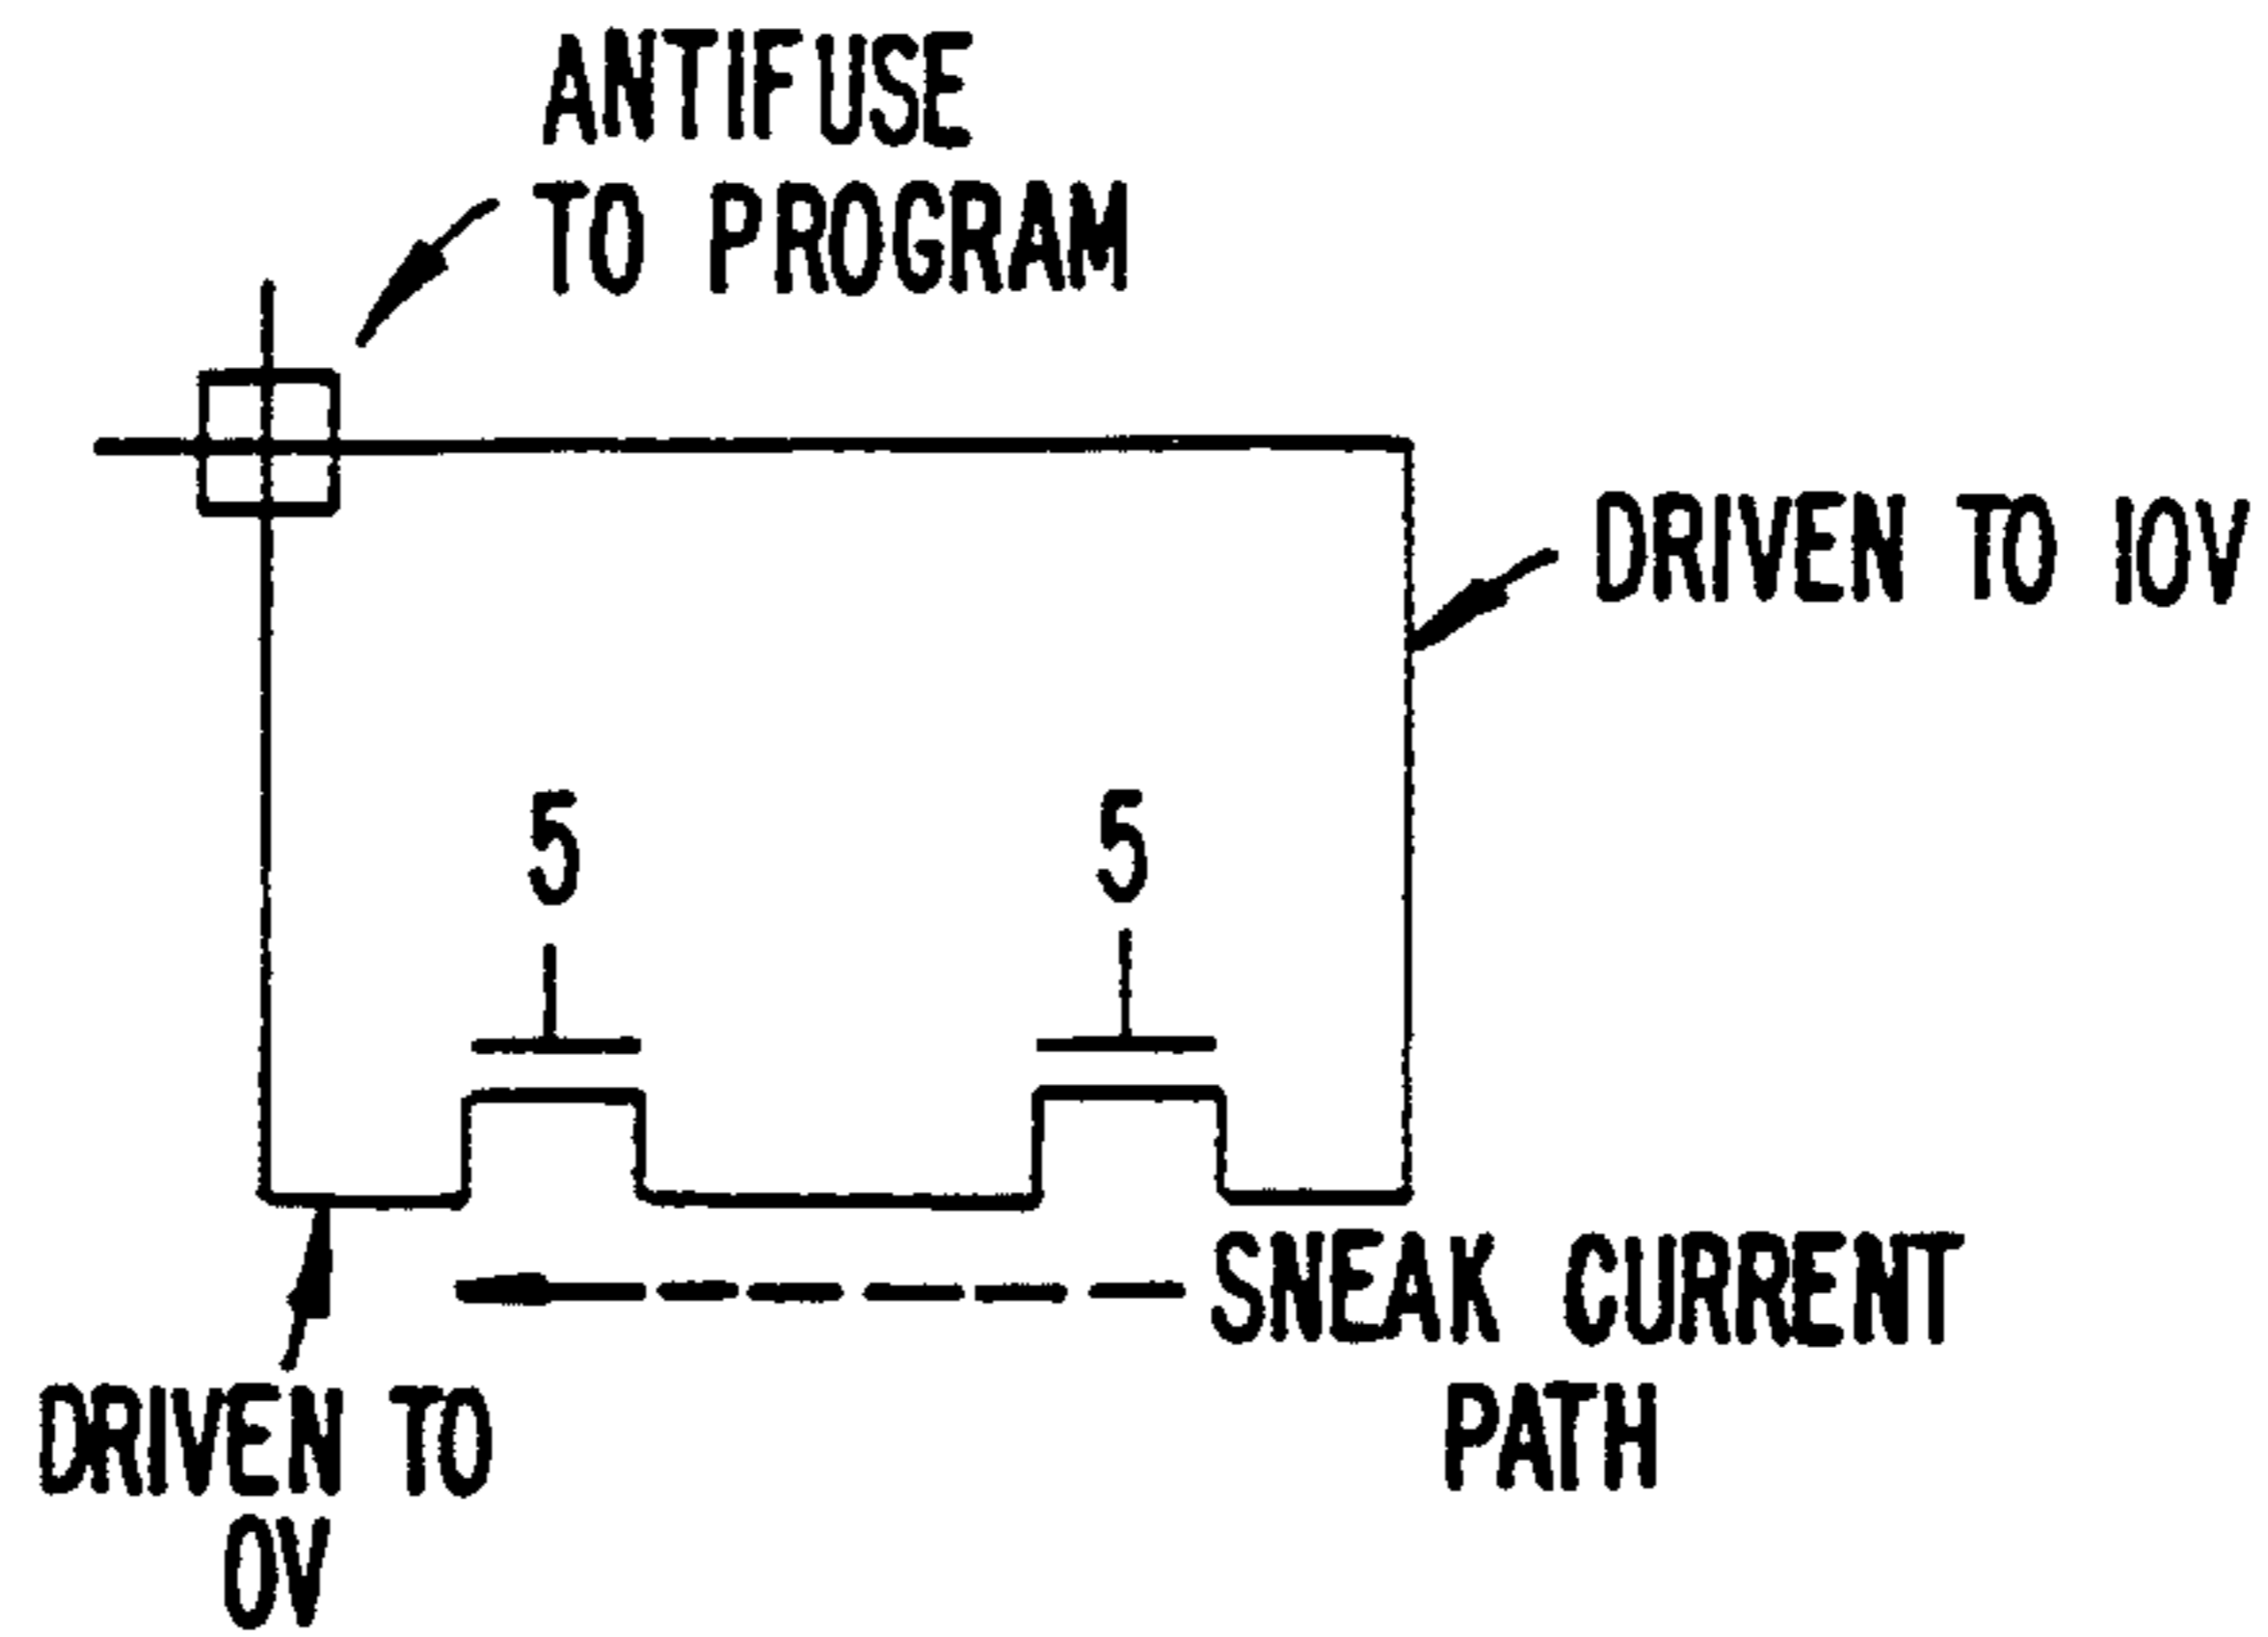 ANTIFUSE
TO PROGRAM
DRIVEN TO 10V
5
5
SNEAK CURRENT
PATH
DRIVEN TO
0V